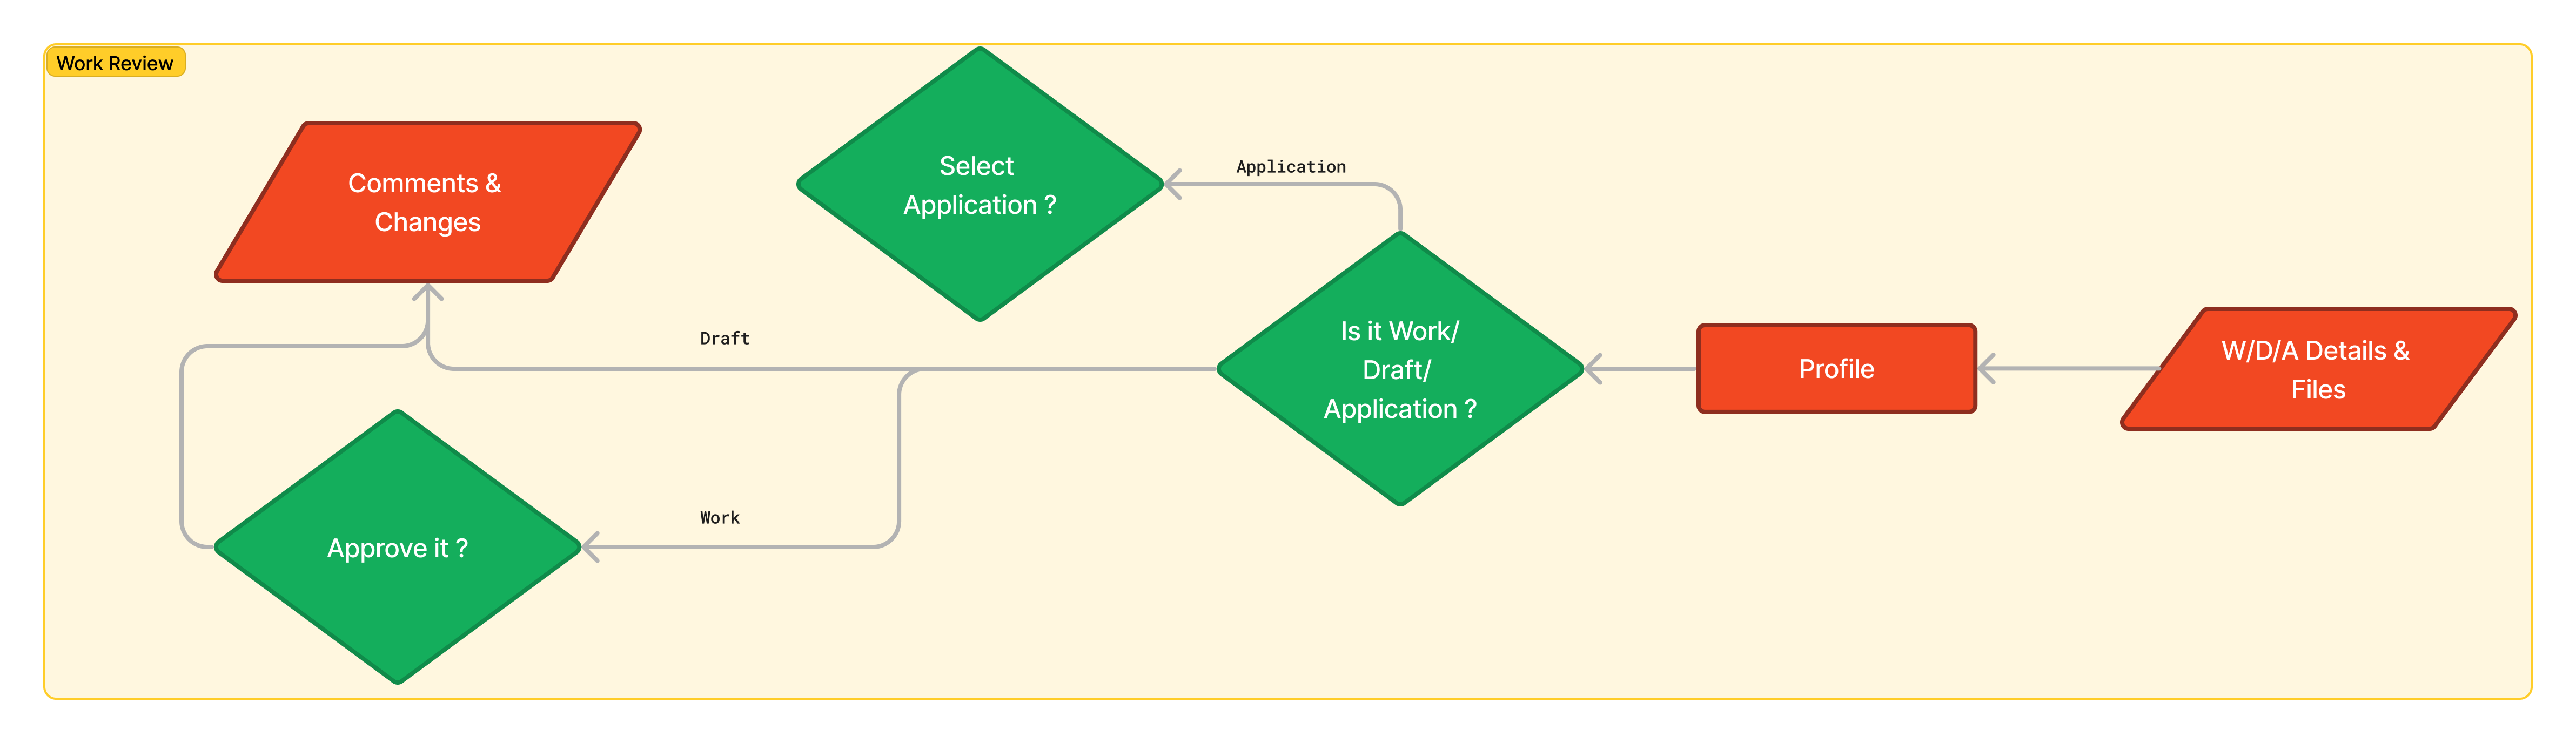 Work Review
Comments &
Changes
Select
Application ?
Application
Is it Work/
Draft/
Application ?
Profile
W/D/A Details &
Files
Draft
Work
Approve it ?